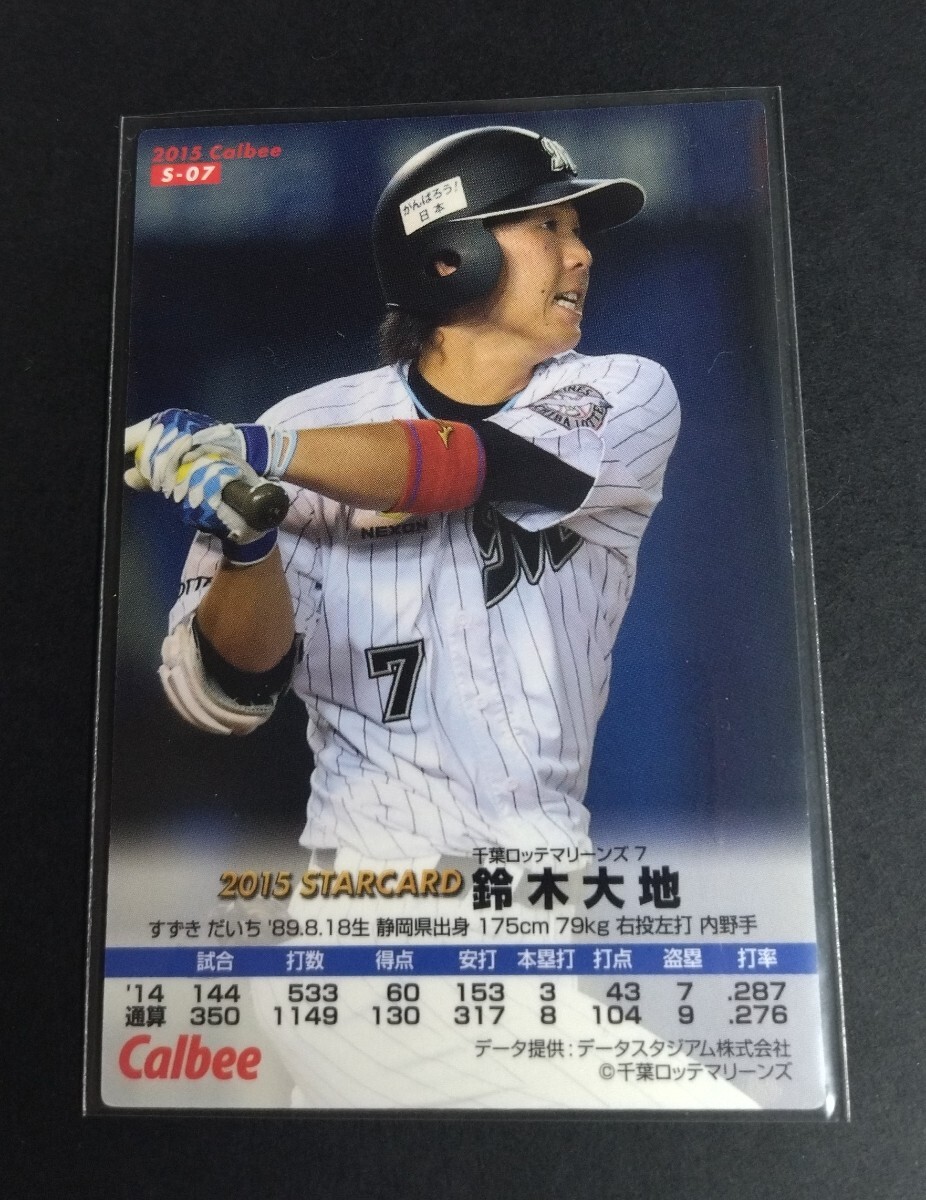 2015 Calbee
S-07
がんばろう!
日本
M
CHIBA LOTTE
NEXON
M
7
千葉ロッテマリーンズ 7
2015 STARCARD 鈴木大地
すずき だいち '89.8.18生 静岡県出身 175cm 79kg 右投左打 内野手
試合 打数 得点 安打 本塁打 打点 盗塁 打率
'14 144 533 60 153 3 43 7 .287
通算 350 1149 130 317 8 104 9 .276
Calbee
データ提供:データスタジアム株式会社
©千葉ロッテマリーンズ